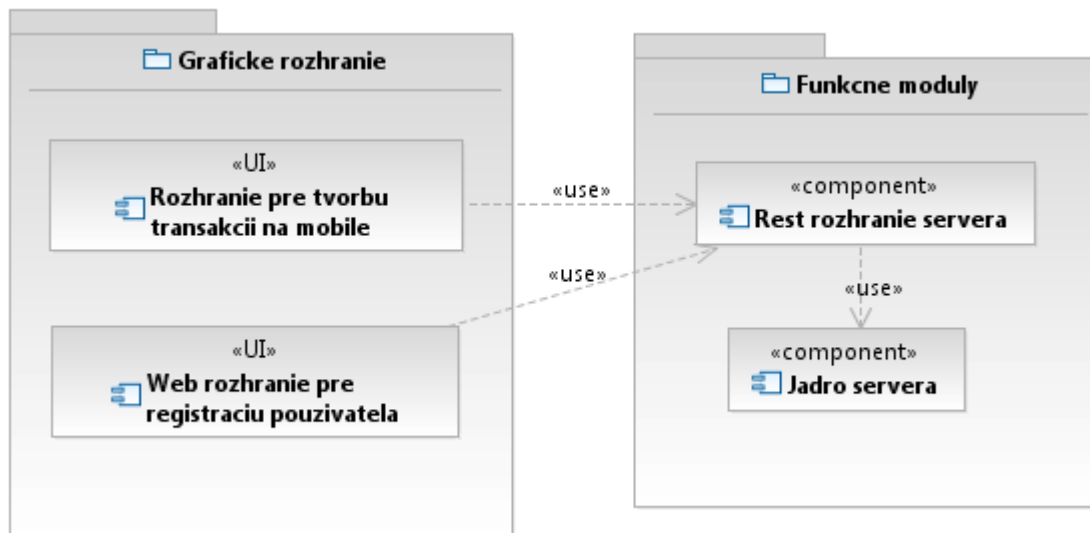 Graficke rozhranie
«UI»
Rozhranie pre tvorbu
transakcii na mobile
«UI»
Web rozhranie pre
registraciu pouzivatela
«use»
«use»
Funkcne moduly
«component»
Rest rozhranie servera
«use»
«component»
Jadro servera